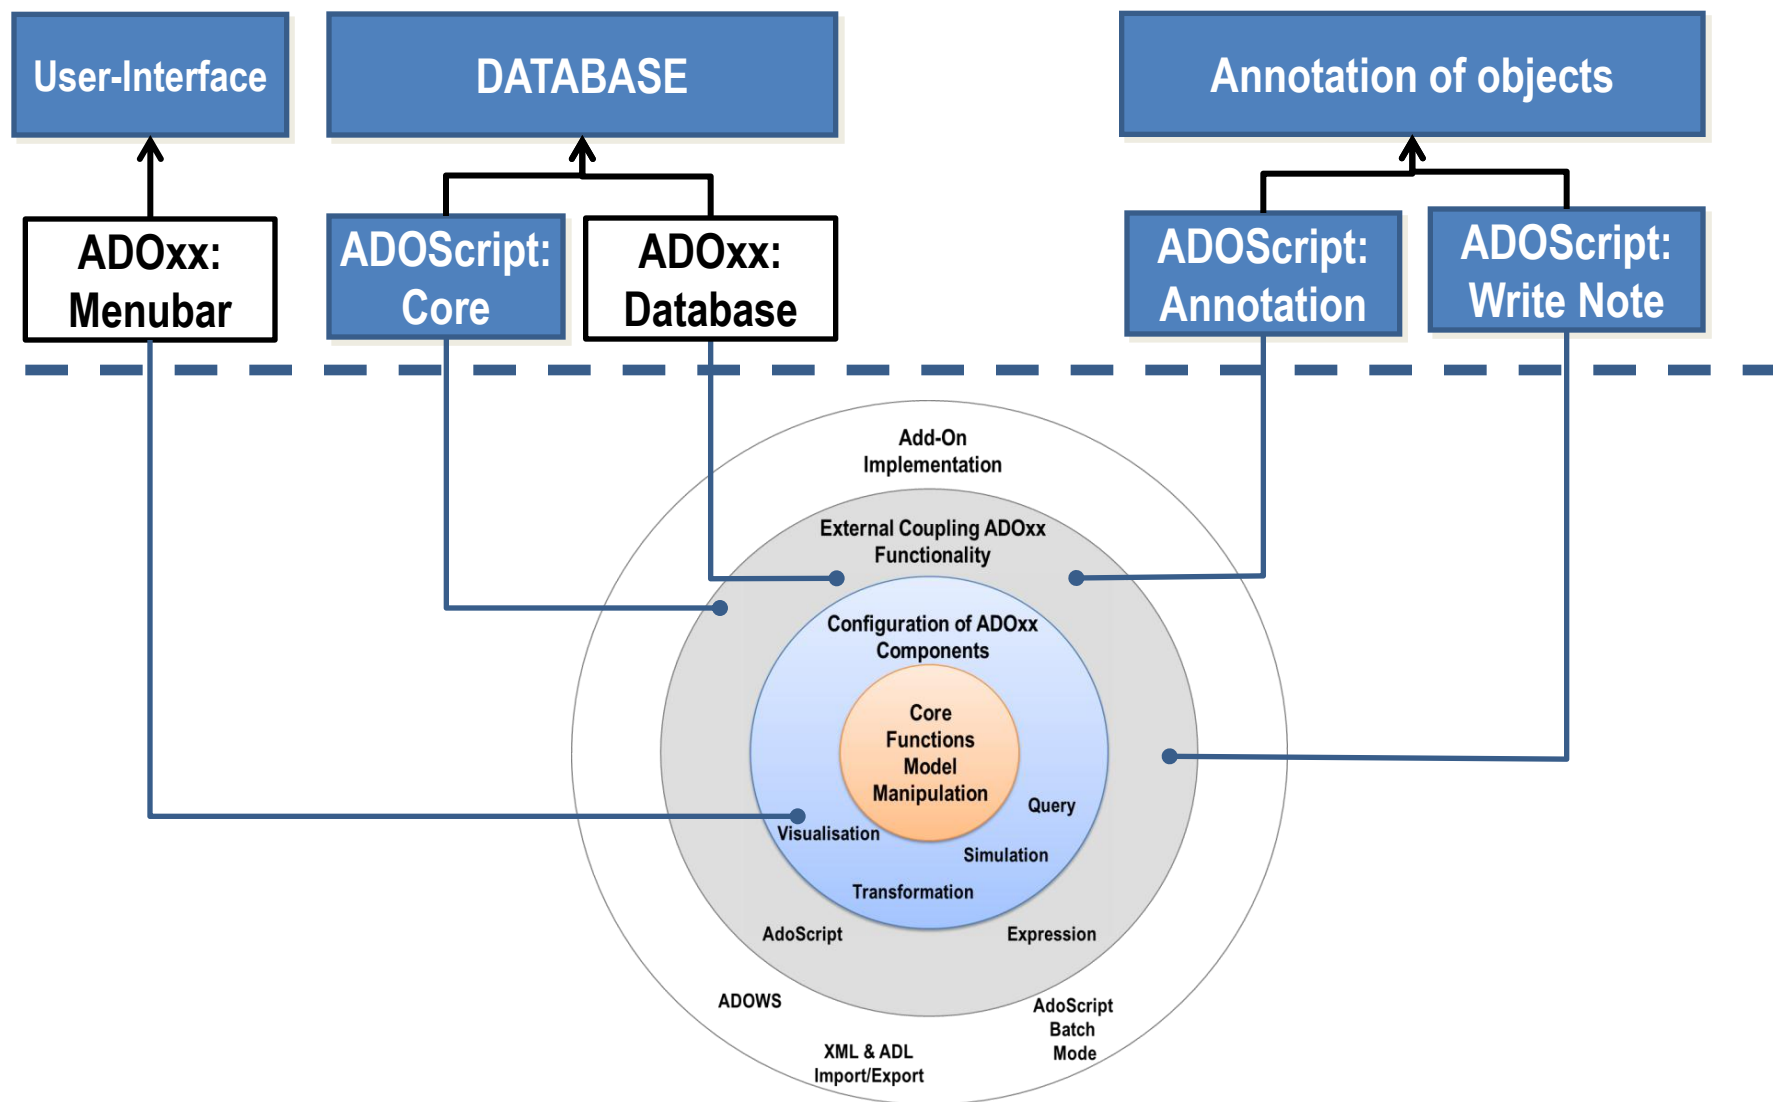 User-Interface
DATABASE
Annotation of objects
ADOxx:
Menubar
ADOScript:
Core
ADOxx:
Database
ADOScript:
Annotation
ADOScript:
Write Note
Add-On
Implementation
External Coupling ADOxx
Functionality
Configuration of ADOxx
Components
Core
Functions
Model
Manipulation
Query
Visualisation
Simulation
Transformation
AdoScript
Expression
ADOWS
AdoScript
Batch
Mode
XML & ADL
Import/Export